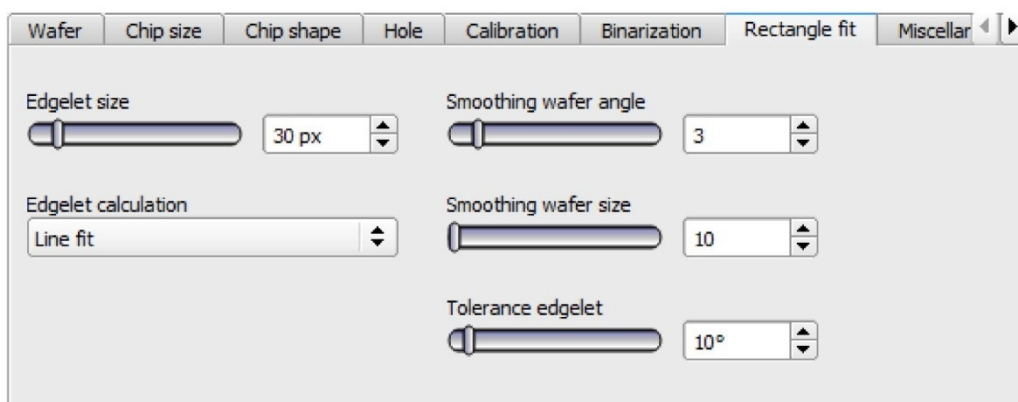 Wafer Chip size Chip shape Hole Calibration Binarization Rectangle fit Miscellar
Edgelet size Smoothing wafer angle
30 px 3
Edgelet calculation Smoothing wafer size
Line fit 10
Tolerance edgelet
10°